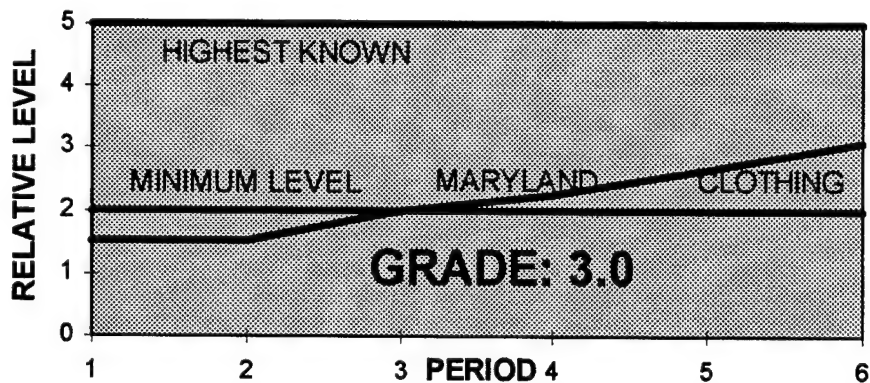 RELATIVE LEVEL
5
HIGHEST KNOWN
4
3
MINIMUM LEVEL MARYLAND CLOTHING
2
1
GRADE: 3.0
0
1 2 3 PERIOD 4 5 6